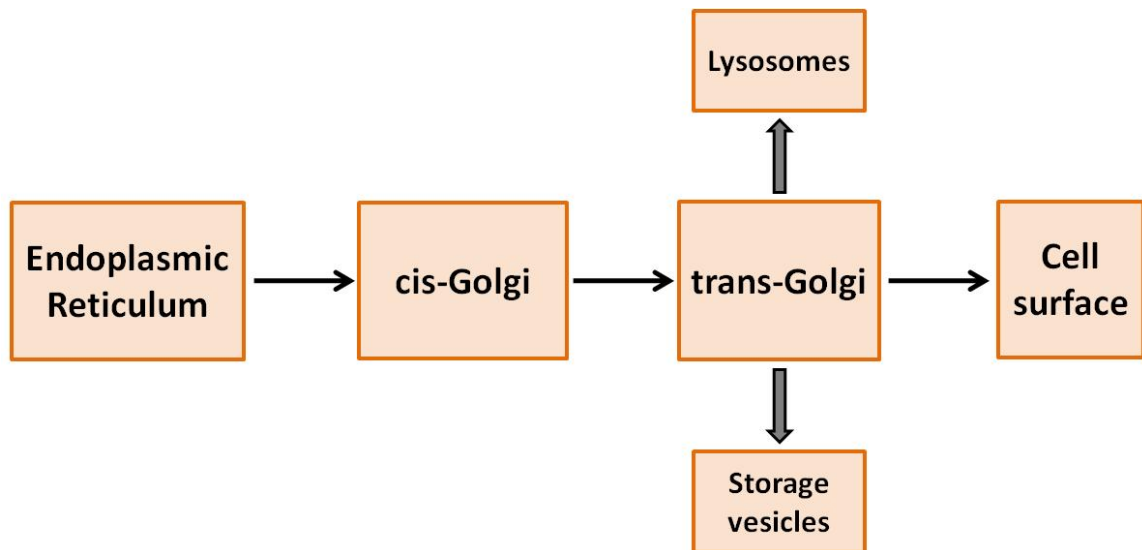 Lysosomes
Endoplasmic
Reticulum
cis-Golgi
trans-Golgi
Cell
surface
Storage
vesicles